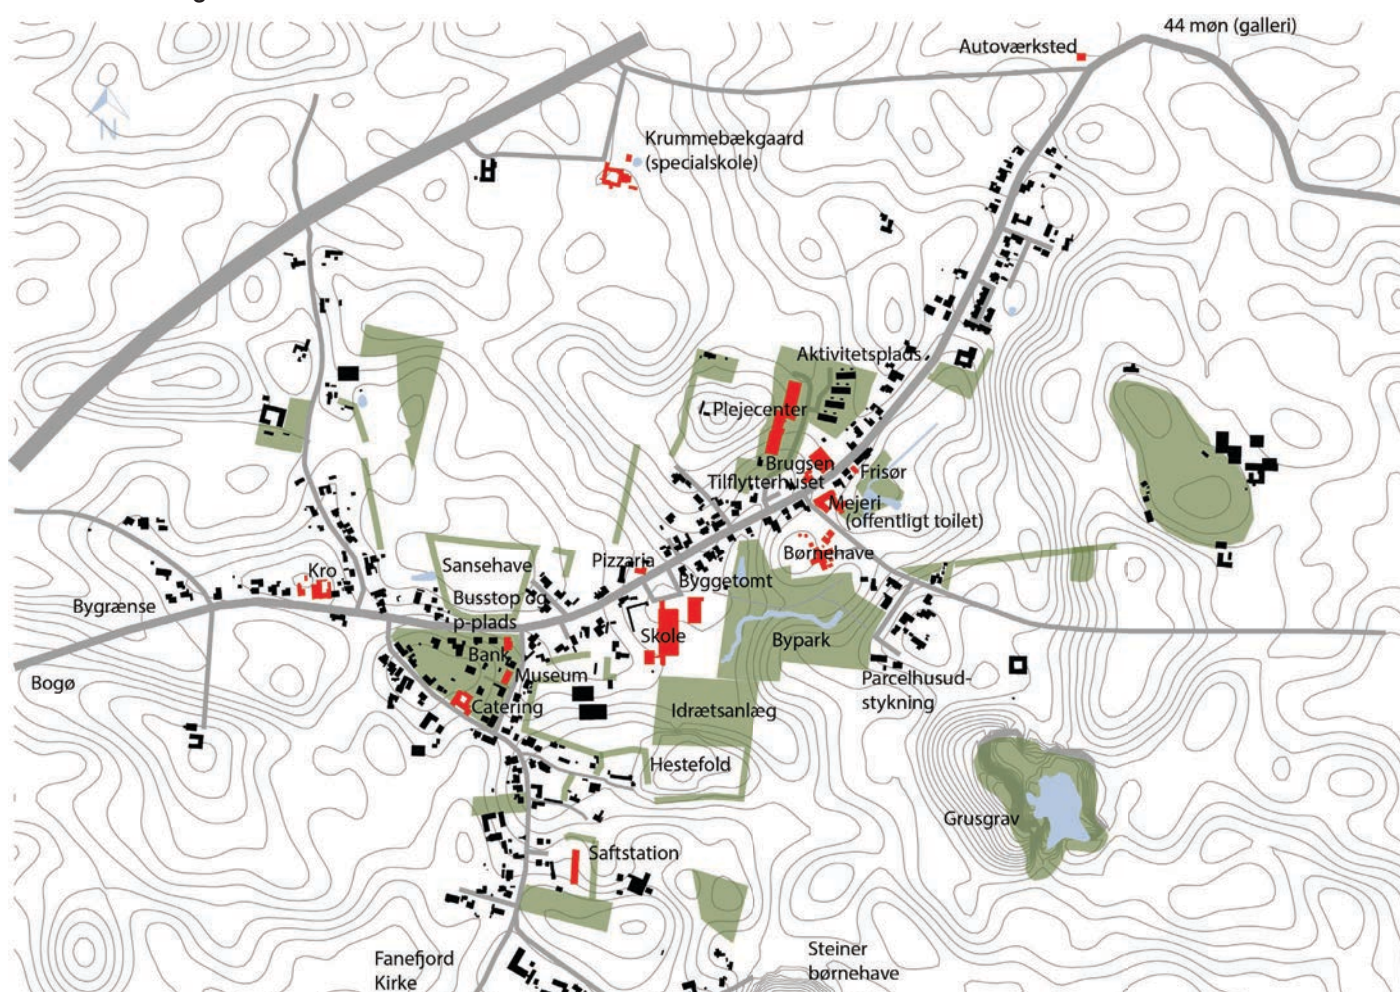 44 møn (galleri)
Autoværksted
N
Krummebækgaard
(specialskole)
Aktivitetsplads
Plejecenter
Brugsen
Frisør
Tilflytterhuset
Mejeri
(offentligt toilet)
Børnehave
Pizzaria
Sansehave
Kro
Byggetomt
Busstop og
p-plads
Bygrænse
Skole
Bypark
Bank
Museum
Bogø
Parcelhusud-
stykning
Catering
Idrætsanlæg
Hestefold
Grusgrav
Saftstation
Steiner
børnehave
Fanefjord
Kirke